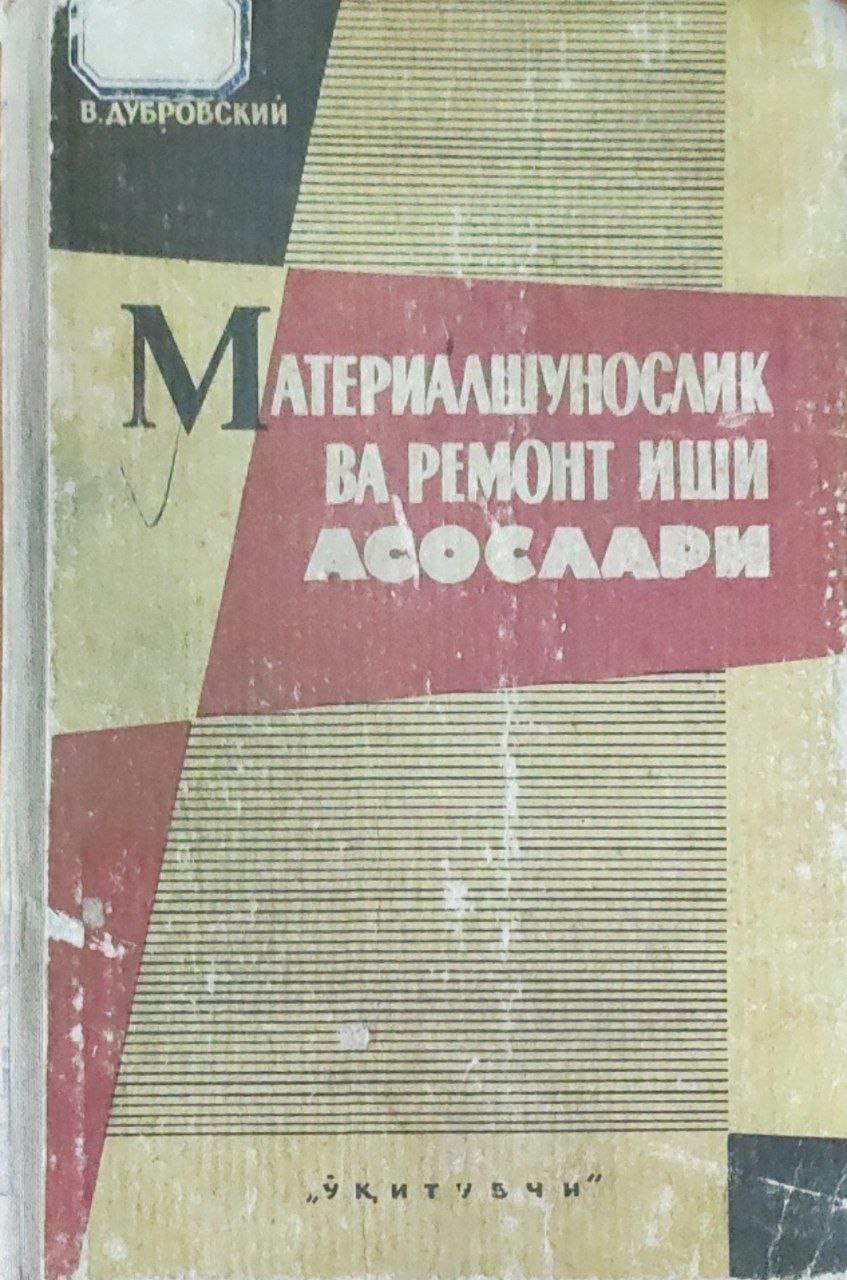 В. ДУБРОВСКИЙ
МАТЕРИАЛШУНОСЛИК
ВА РЕМОНТ ИШИ
АСОСЛАРИ
„ЎҚИТУВЧИ“